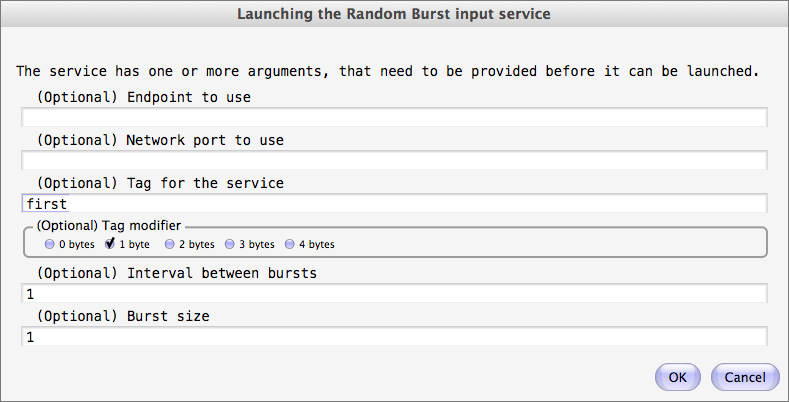 Launching the Random Burst input service
The service has one or more arguments, that need to be provided before it can be launched.
(Optional) Endpoint to use
(Optional) Network port to use
(Optional) Tag for the service
first
(Optional) Tag modifier
0 bytes 1 byte 2 bytes 3 bytes 4 bytes
(Optional) Interval between bursts
1
(Optional) Burst size
1
OK Cancel